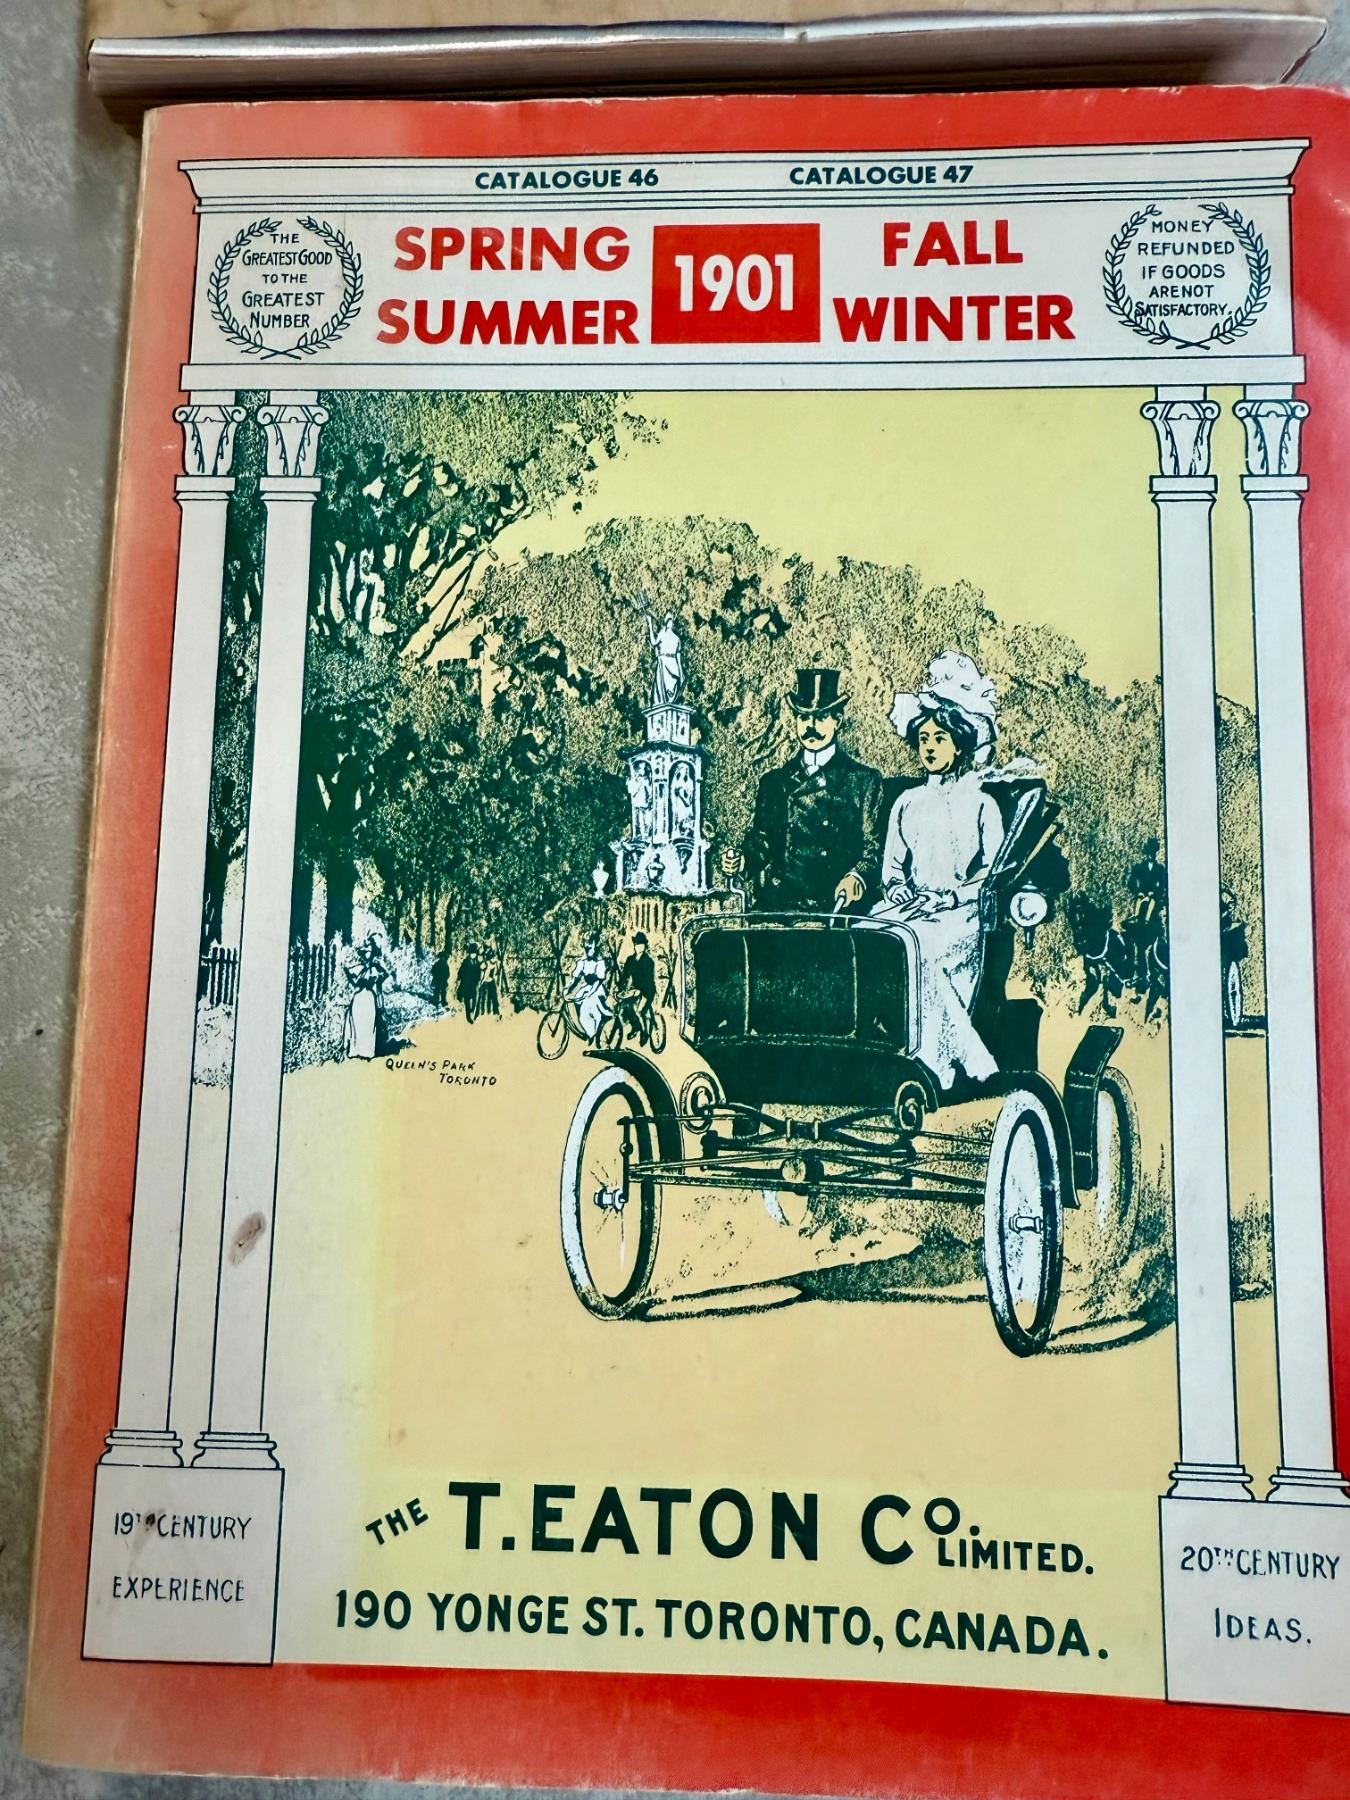 CATALOGUE 46
CATALOGUE 47
THE
GREATEST GOOD
TO THE
GREATEST
NUMBER
SPRING
SUMMER
1901
FALL
WINTER
MONEY
REFUNDED
IF GOODS
ARE NOT
SATISFACTORY.
QUEEN'S PARK
TORONTO
THE T. EATON CO. LIMITED.
190 YONGE ST. TORONTO, CANADA.
19TH CENTURY
EXPERIENCE
20TH CENTURY
IDEAS.